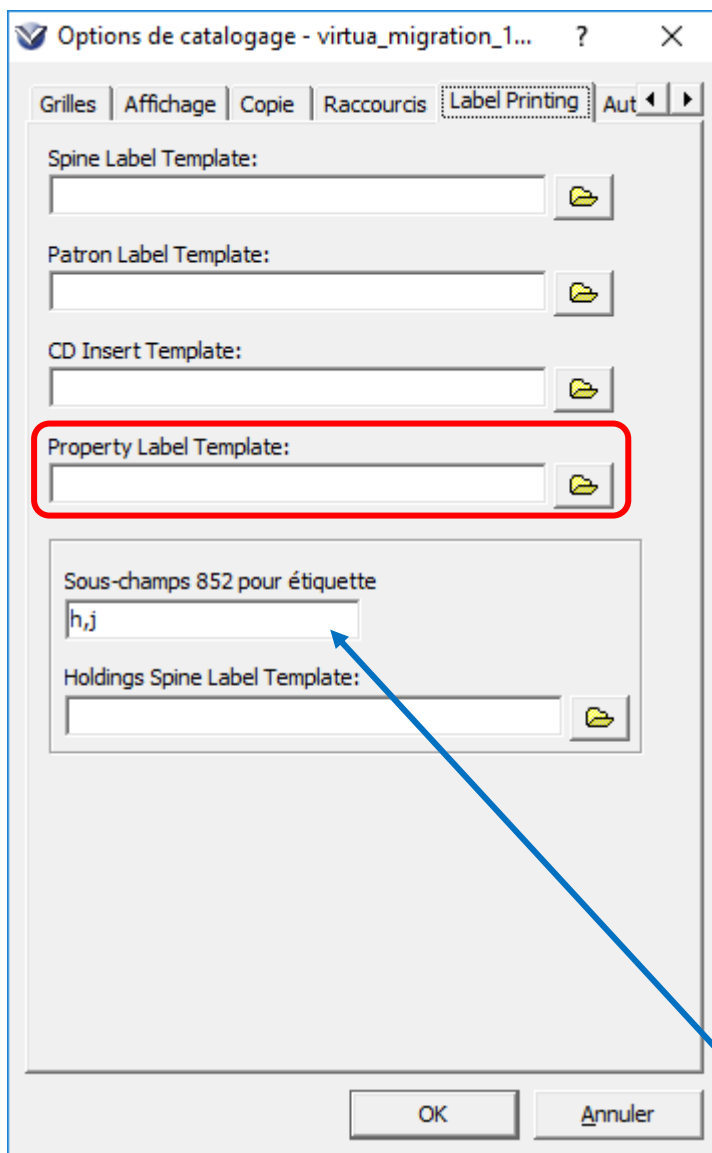 Options de catalogage - virtua_migration_1...
Grilles Affichage Copie Raccourcis Label Printing Aut
Spine Label Template:
Patron Label Template:
CD Insert Template:
Property Label Template:
Sous-champs 852 pour étiquette
h,j
Holdings Spine Label Template:
OK Annuler